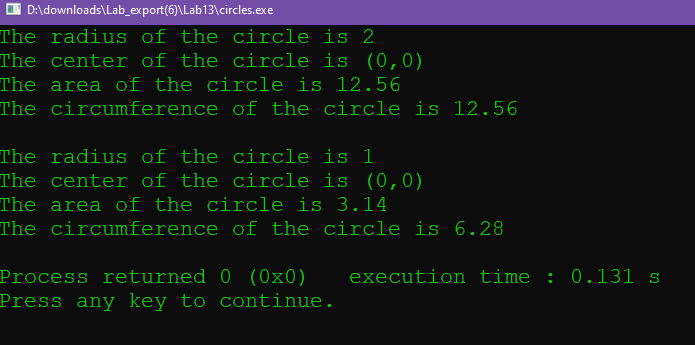 D:\downloads\Lab_export(6)\Lab13\circles.exe
The radius of the circle is 2
The center of the circle is (0,0)
The area of the circle is 12.56
The circumference of the circle is 12.56
The radius of the circle is 1
The center of the circle is (0,0)
The area of the circle is 3.14
The circumference of the circle is 6.28
Process returned 0 (0x0)   execution time : 0.131 s
Press any key to continue.